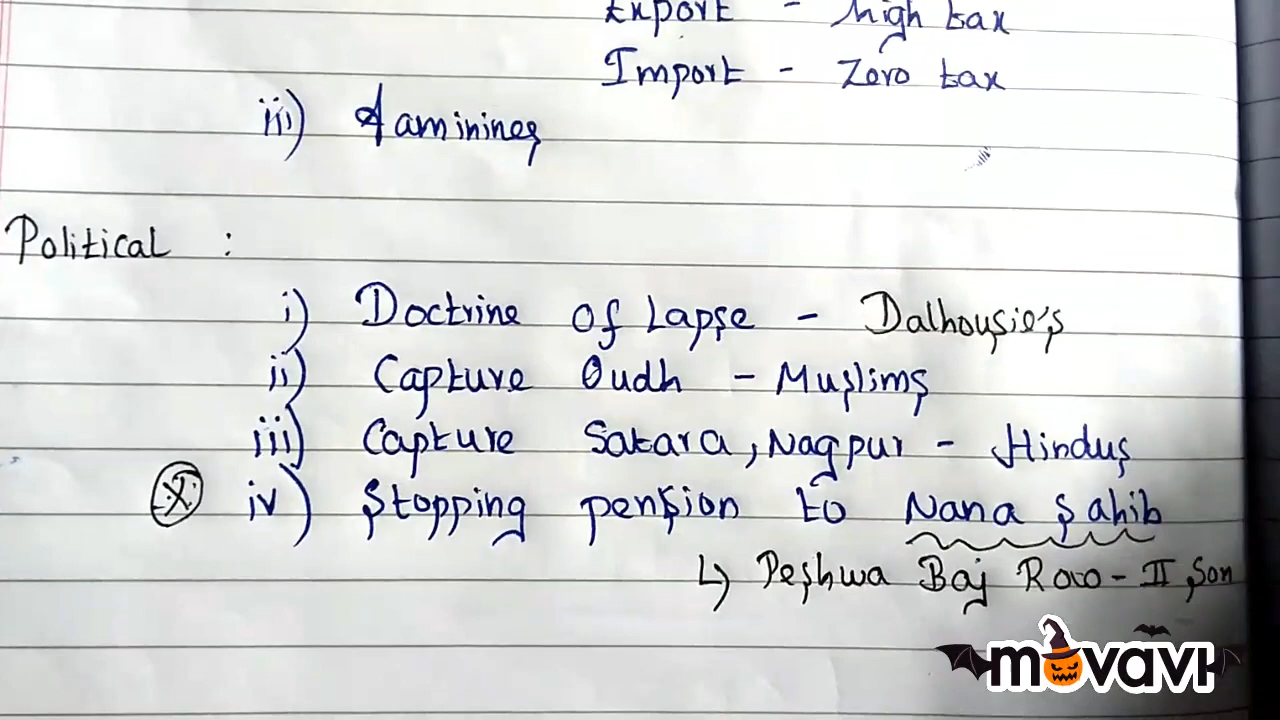 Export - high tax
Import - Zero tax
iii) faminines
Political :
i) Doctrine of Lapse - Dalhousie's
ii) Capture Oudh - Muslims
iii) Capture Satara, Nagpur - Hindus
iv) Stopping pension to Nana Sahib
↳ Peshwa Baj Rao-II Son
movavi